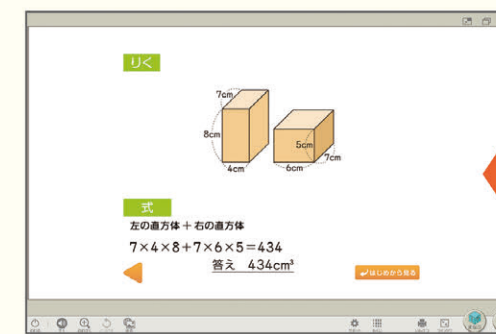 りく
7cm
8cm
4cm
5cm
7cm
6cm
式
左の直方体＋右の直方体
7×4×8＋7×6×5＝434
答え 434cm³
はじめから見る